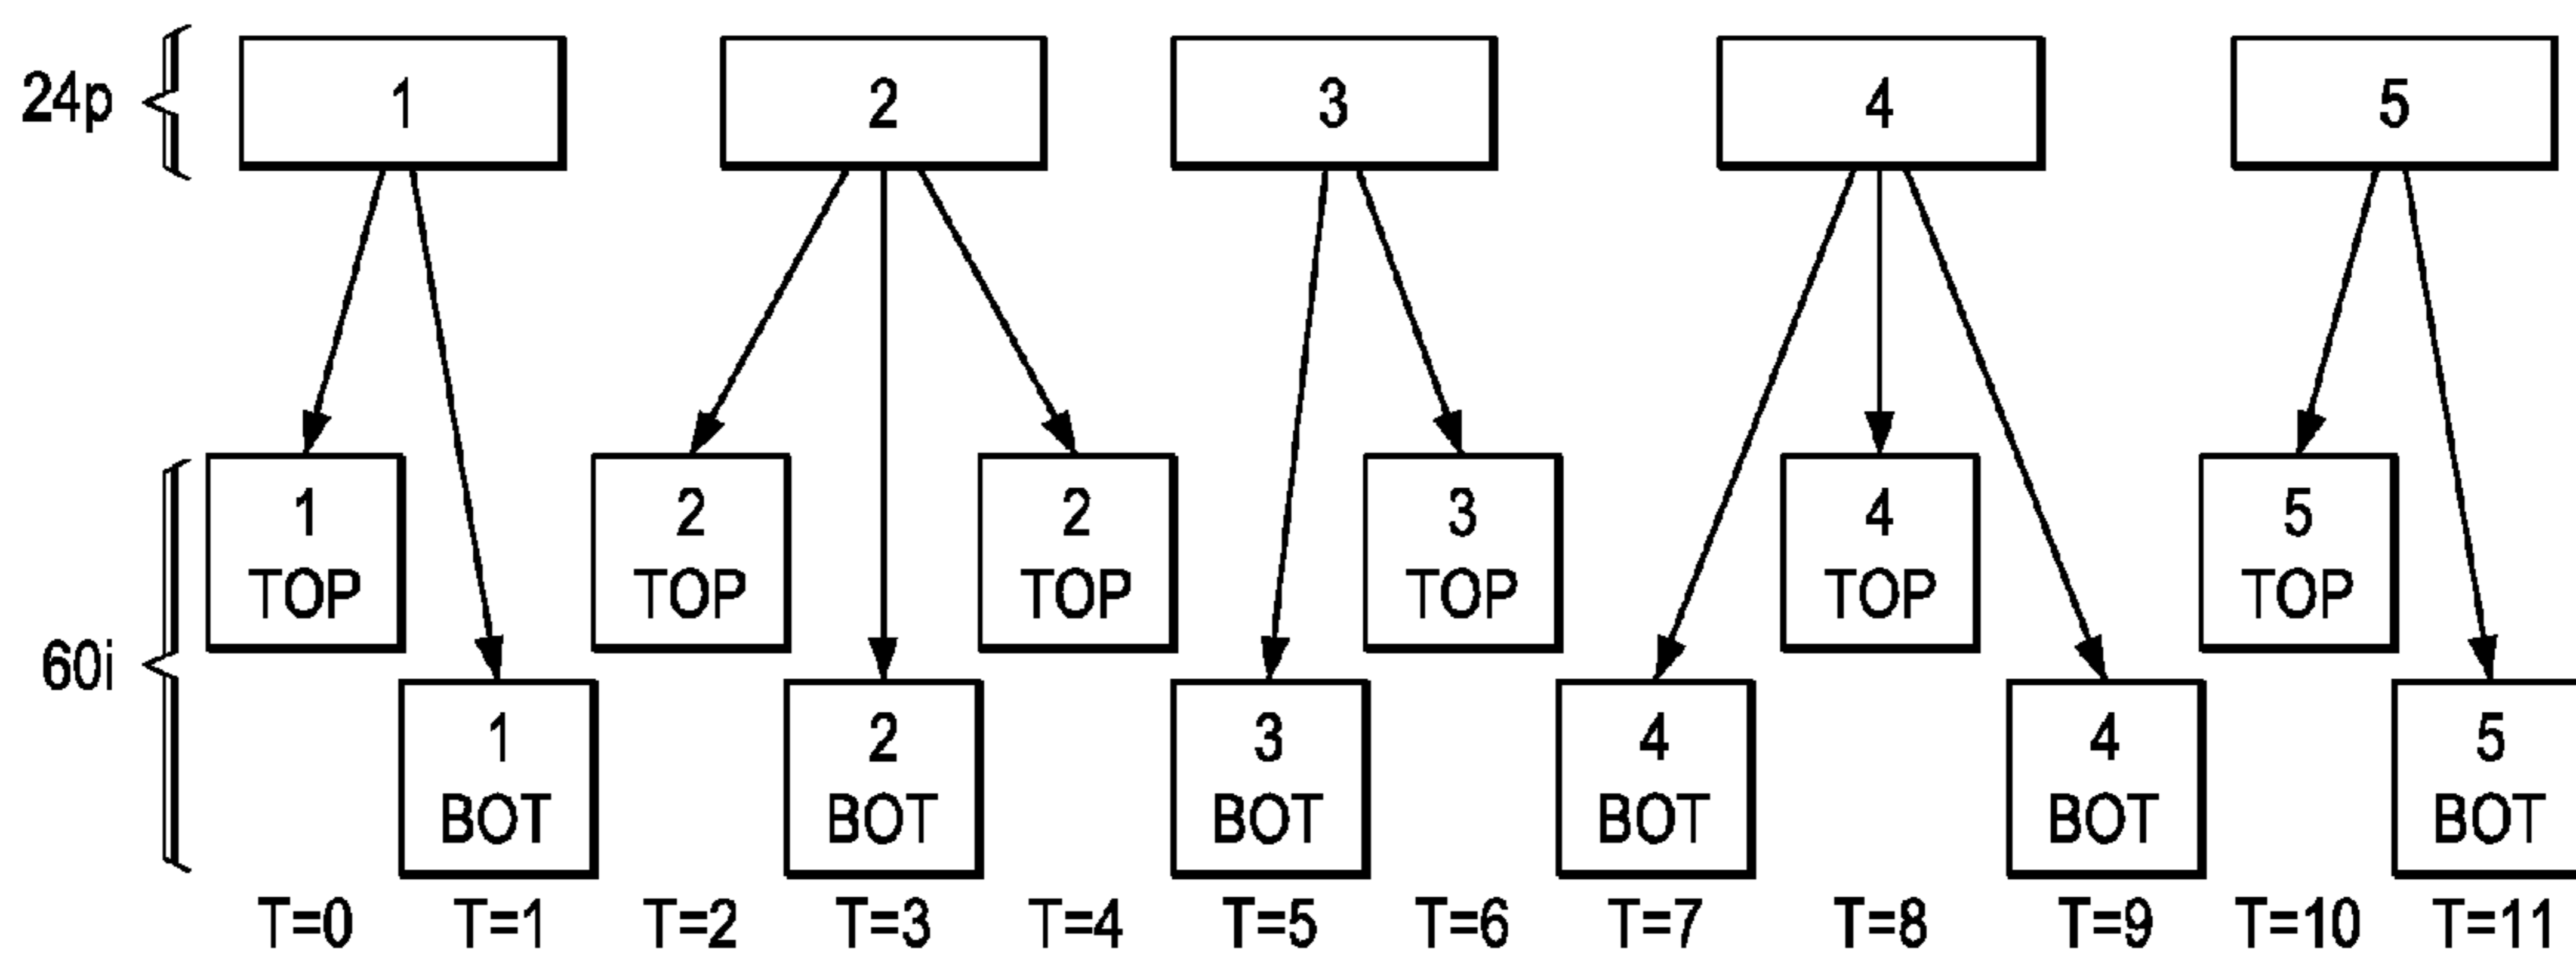 24p
1 2 3 4 5
1 2 2 3 4 5
TOP TOP TOP TOP TOP TOP
60i
1 2 3 4 4 5
BOT BOT BOT BOT BOT BOT
T=0 T=1 T=2 T=3 T=4 T=5 T=6 T=7 T=8 T=9 T=10 T=11